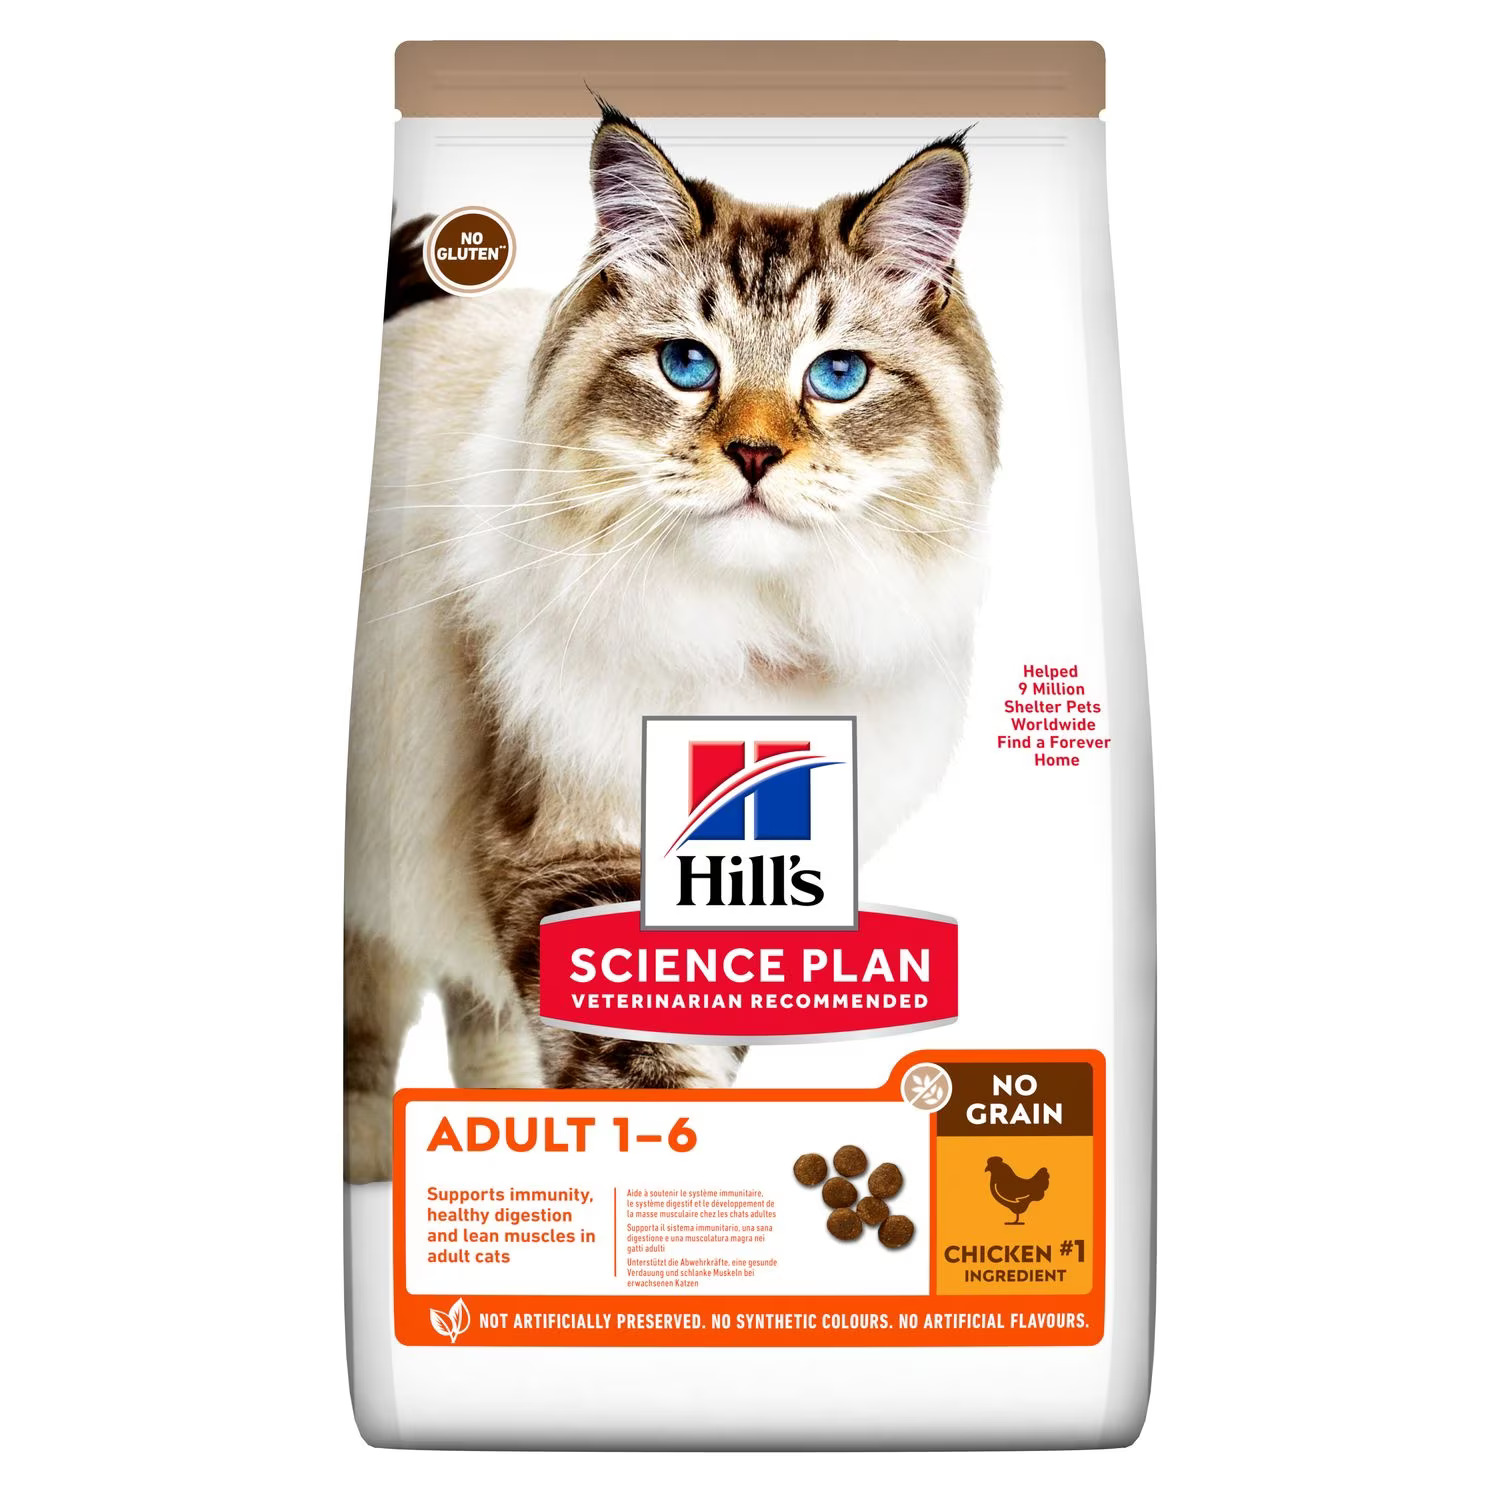 NO
GLUTEN**
Helped
9 Million
Shelter Pets
Worldwide
Find a Forever
Home
Hill's
SCIENCE PLAN
VETERINARIAN RECOMMENDED
NO
GRAIN
ADULT 1–6
Supports immunity,
healthy digestion
and lean muscles in
adult cats
Aide à soutenir le système immunitaire,
le système digestif et le développement de
la masse musculaire chez les chats adultes
Supporta il sistema immunitario, una sana
digestione e una muscolatura magra nei
gatti adulti
Unterstützt die Abwehrkräfte, eine gesunde
Verdauung und schlanke Muskeln bei
erwachsenen Katzen
CHICKEN #1
INGREDIENT
NOT ARTIFICIALLY PRESERVED. NO SYNTHETIC COLOURS. NO ARTIFICIAL FLAVOURS.